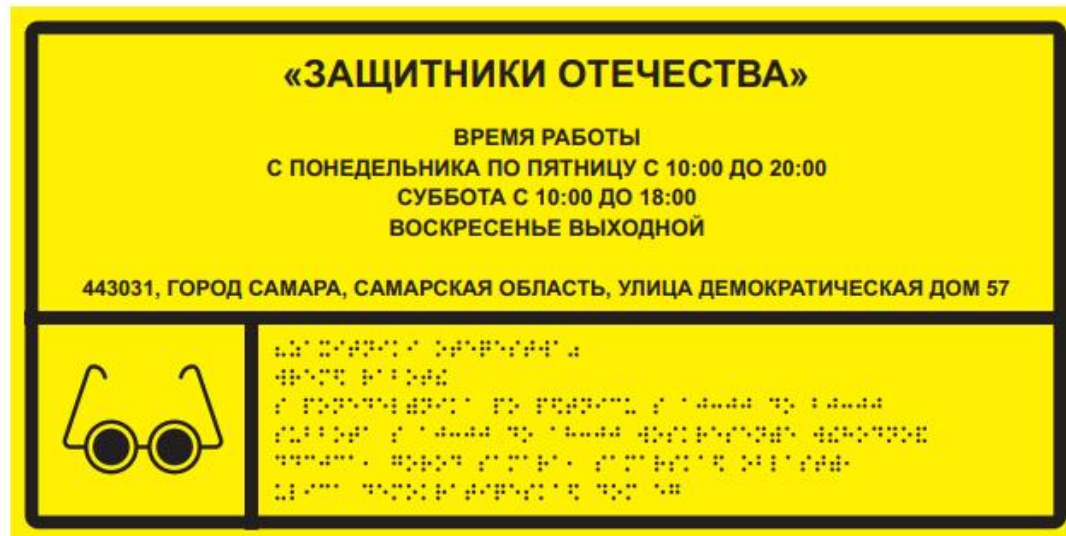 «ЗАЩИТНИКИ ОТЕЧЕСТВА»
ВРЕМЯ РАБОТЫ
С ПОНЕДЕЛЬНИКА ПО ПЯТНИЦУ С 10:00 ДО 20:00
СУББОТА С 10:00 ДО 18:00
ВОСКРЕСЕНЬЕ ВЫХОДНОЙ
443031, ГОРОД САМАРА, САМАРСКАЯ ОБЛАСТЬ, УЛИЦА ДЕМОКРАТИЧЕСКАЯ ДОМ 57